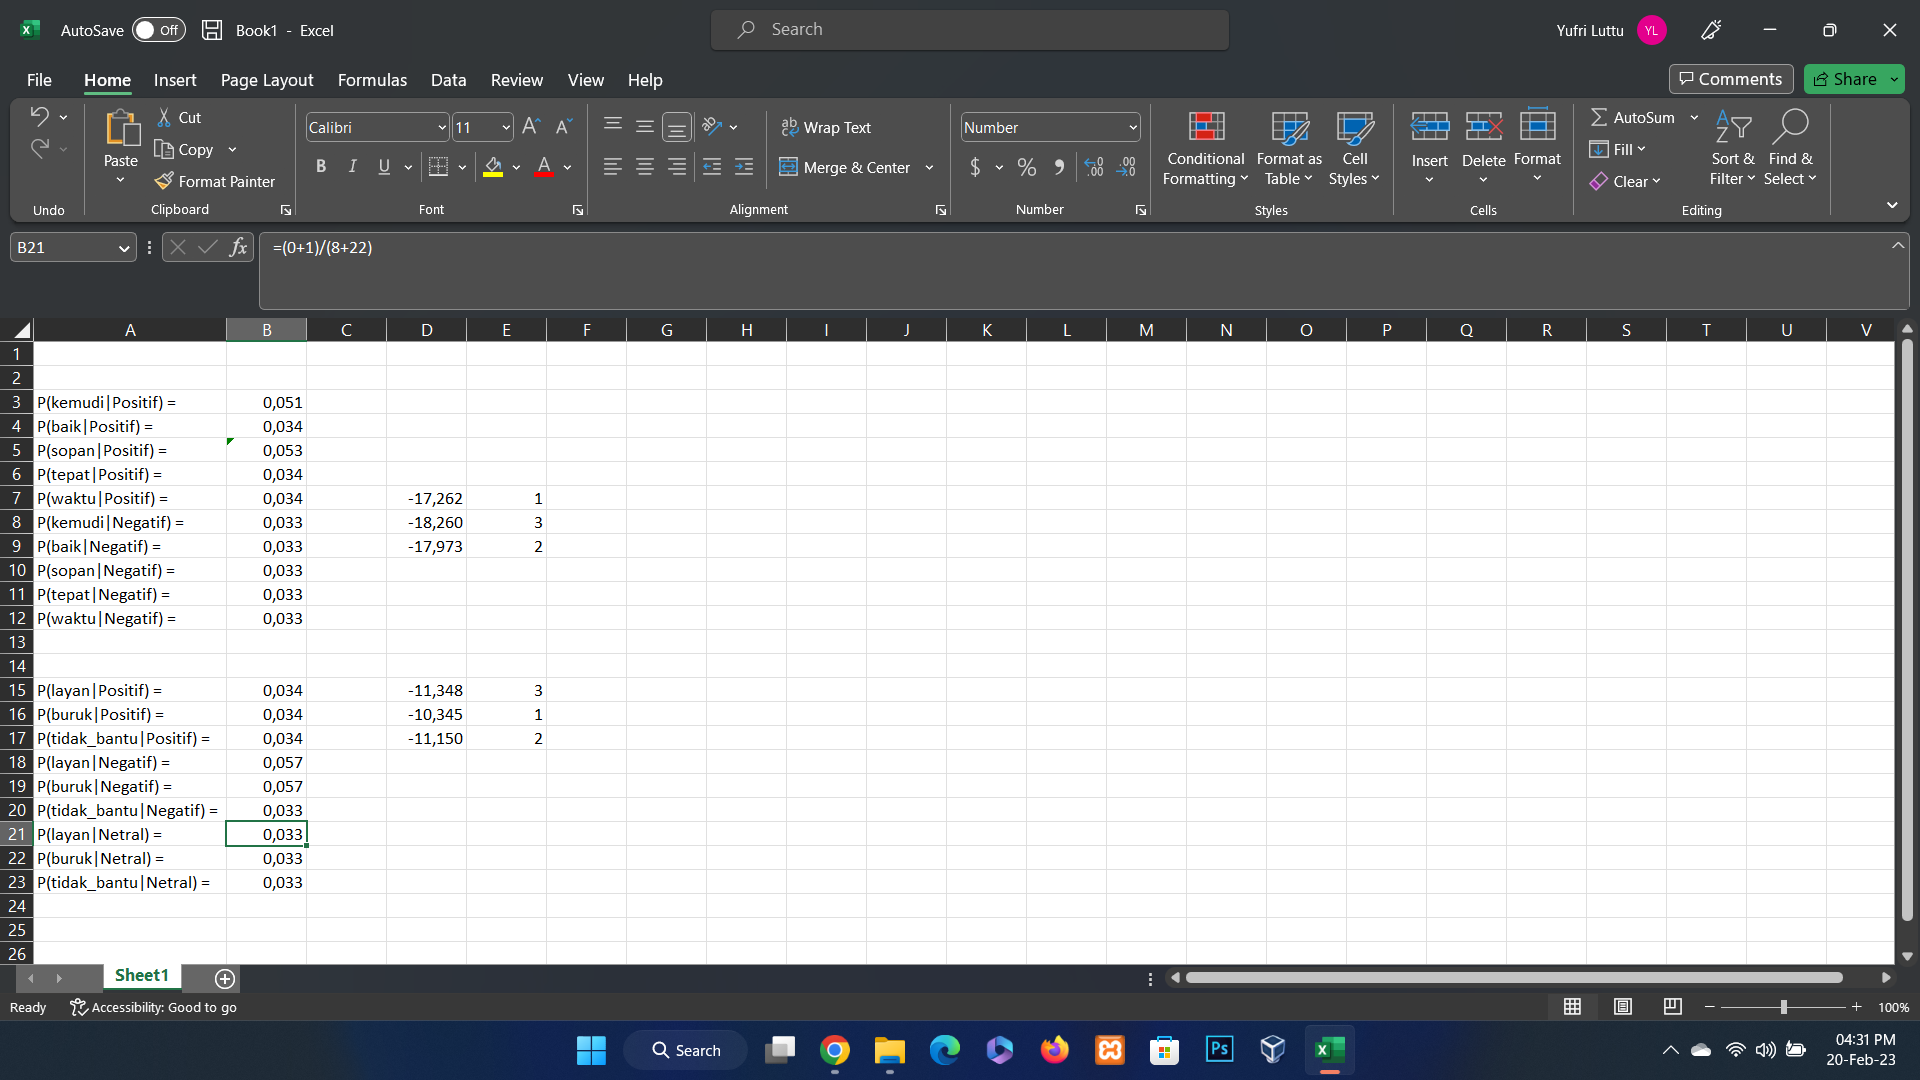 AutoSave Off Book1 - Excel Search Yufri Luttu YL
File Home Insert Page Layout Formulas Data Review View Help Comments Share
Cut
Copy
Format Painter
Paste
Calibri 11
B I U A
Wrap Text
Merge & Center
Number
$ % 9
Conditional Formatting
Format as Table
Cell Styles
Insert Delete Format
AutoSum
Fill
Clear
Sort & Filter
Find & Select
Undo Clipboard Font Alignment Number Styles Cells Editing
B21 fx =(0+1)/(8+22)
A B C D E F G H I J K L M N O P Q R S T U V
1
2
3 P(kemudi|Positif) = 0,051
4 P(baik|Positif) = 0,034
5 P(sopan|Positif) = 0,053
6 P(tepat|Positif) = 0,034
7 P(waktu|Positif) = 0,034 -17,262 1
8 P(kemudi|Negatif) = 0,033 -18,260 3
9 P(baik|Negatif) = 0,033 -17,973 2
10 P(sopan|Negatif) = 0,033
11 P(tepat|Negatif) = 0,033
12 P(waktu|Negatif) = 0,033
13
14
15 P(layan|Positif) = 0,034 -11,348 3
16 P(buruk|Positif) = 0,034 -10,345 1
17 P(tidak_bantu|Positif) = 0,034 -11,150 2
18 P(layan|Negatif) = 0,057
19 P(buruk|Negatif) = 0,057
20 P(tidak_bantu|Negatif) = 0,033
21 P(layan|Netral) = 0,033
22 P(buruk|Netral) = 0,033
23 P(tidak_bantu|Netral) = 0,033
24
25
26
Sheet1
Ready Accessibility: Good to go 100%
Search Ps 04:31 PM
20-Feb-23